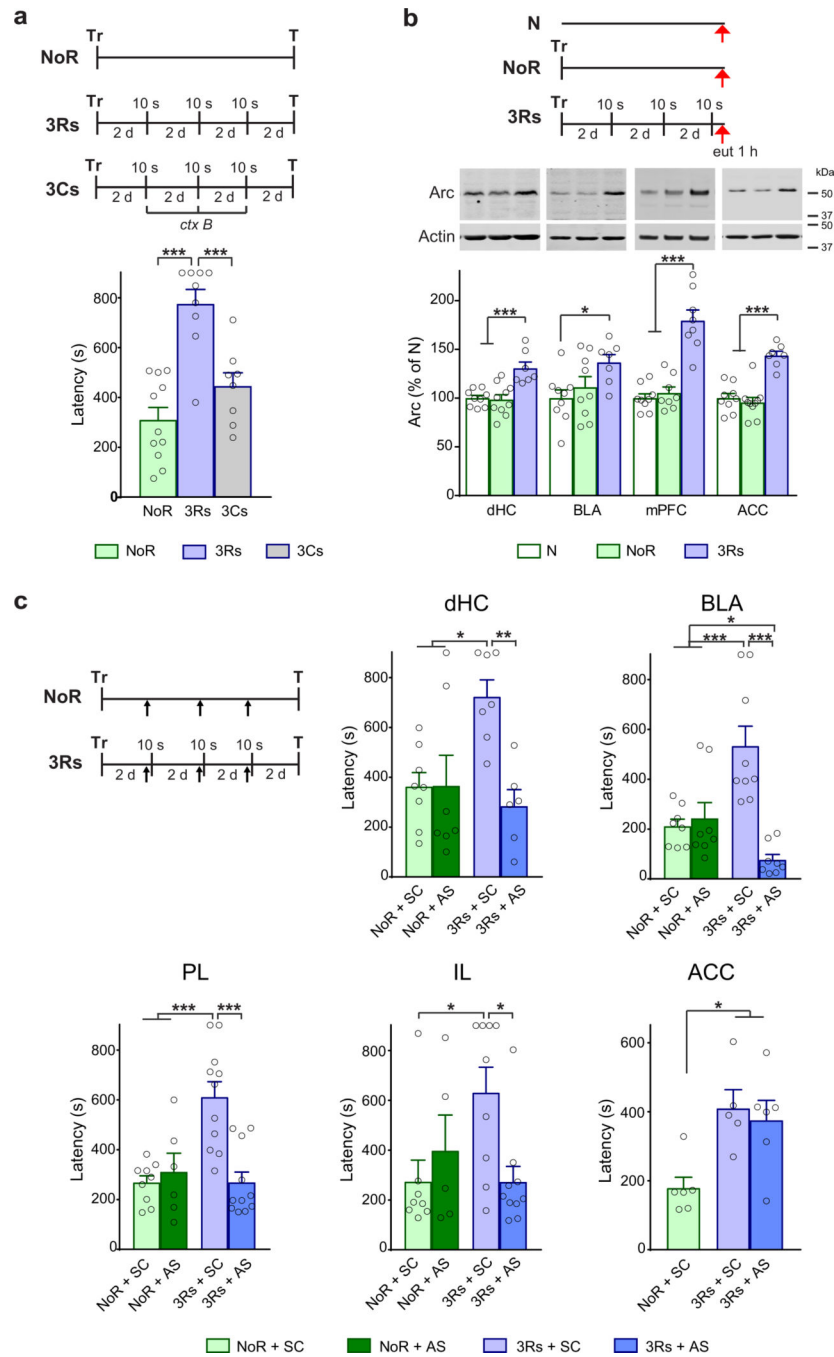 a
Tr T
NoR
Tr 10 s 10 s 10 s T
3Rs
2 d 2 d 2 d 2 d
Tr 10 s 10 s 10 s T
3Cs
2 d 2 d 2 d 2 d
ctx B
*** ***
Latency (s)
800
600
400
200
0
NoR 3Rs 3Cs
NoR 3Rs 3Cs
b
N
Tr
NoR
Tr 10 s 10 s 10 s
3Rs
2 d 2 d 2 d
eut 1 h
kDa
Arc
50
37
Actin
50
37
*** * *** ***
Arc (% of N)
200
150
100
50
0
dHC BLA mPFC ACC
N NoR 3Rs
c
Tr T
NoR
Tr 10 s 10 s 10 s T
3Rs
2 d 2 d 2 d 2 d
dHC
* **
Latency (s)
800
600
400
200
0
NoR + SC NoR + AS 3Rs + SC 3Rs + AS
BLA
*
*** ***
Latency (s)
800
600
400
200
0
NoR + SC NoR + AS 3Rs + SC 3Rs + AS
PL
*** ***
Latency (s)
800
600
400
200
0
NoR + SC NoR + AS 3Rs + SC 3Rs + AS
IL
* *
Latency (s)
800
600
400
200
0
NoR + SC NoR + AS 3Rs + SC 3Rs + AS
ACC
*
Latency (s)
600
400
200
0
NoR + SC 3Rs + SC 3Rs + AS
NoR + SC NoR + AS 3Rs + SC 3Rs + AS